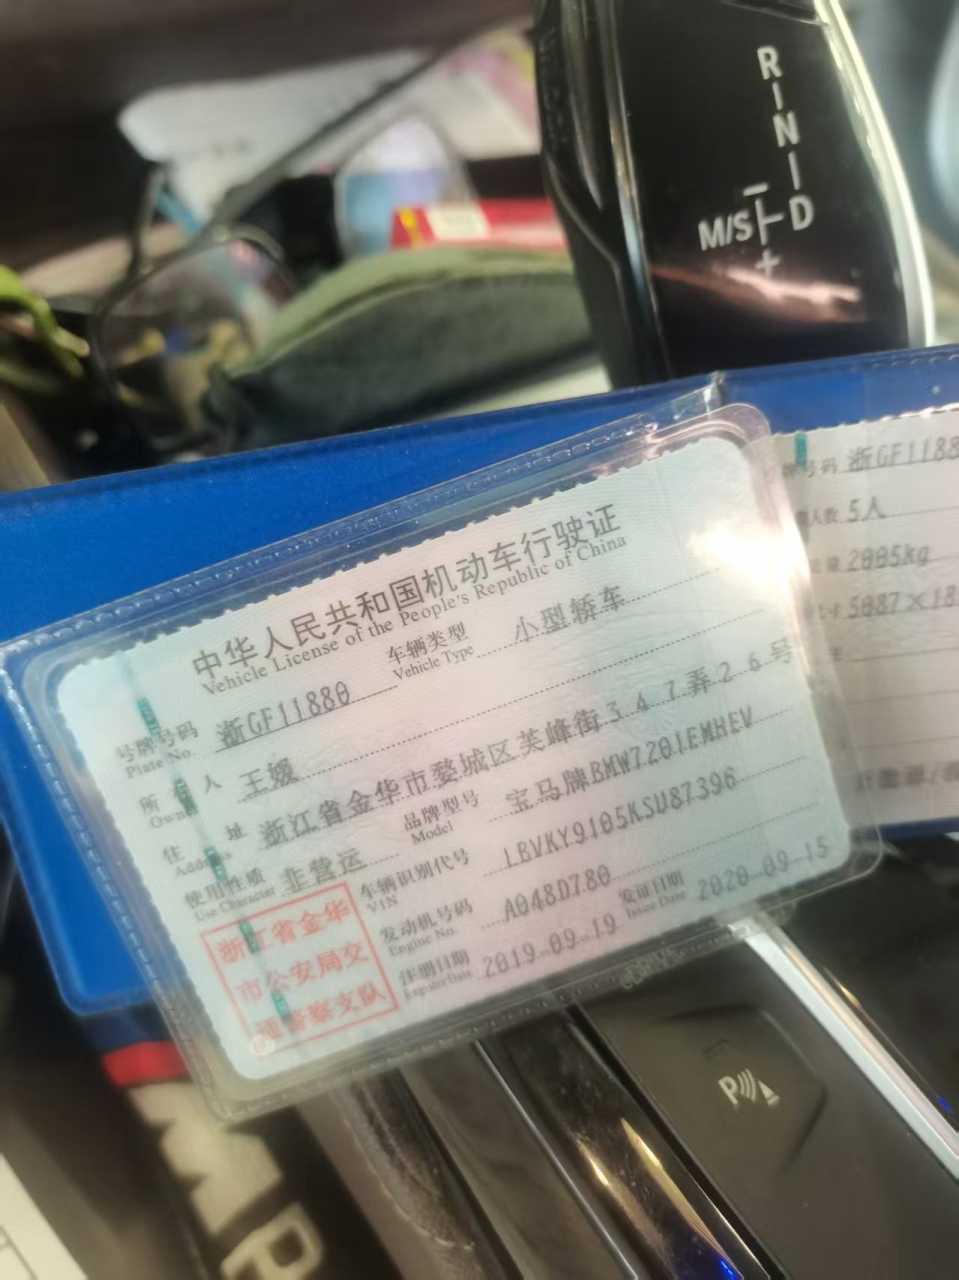 R
N
D
M/S
D
+
中华人民共和国机动车行驶证
Vehicle License of the People's Republic of China
号牌号码 浙GF11880 车辆类型 小型轿车
Plate No. Vehicle Type
所 人 王媛
Owner
住 址 浙江省金华市婺城区芙峰街347弄26号
Address
使用性质 非营运 品牌型号 宝马牌BMW7201EMHEV
Use Character Model
车辆识别代号 LBVKY9105KSU87396
VIN
发动机号码 A048D780
Engine No.
注册日期 2019-09-19 发证日期 2020-09-15
Register Date Issue Date
浙江省金华
市公安局交
通警察支队
号码 浙GF1188
人数 5人
量 2005kg
寸 5087×18
P